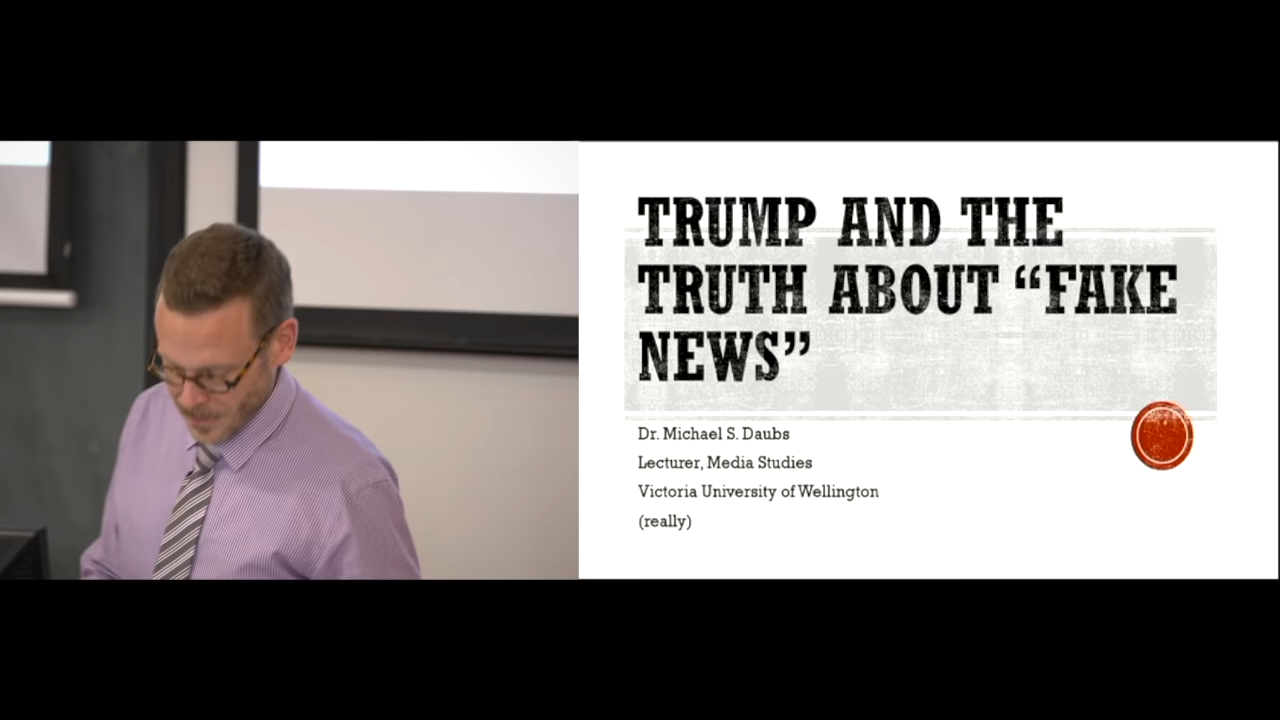 TRUMP AND THE
TRUTH ABOUT “FAKE
NEWS”
Dr. Michael S. Daubs
Lecturer, Media Studies
Victoria University of Wellington
(really)